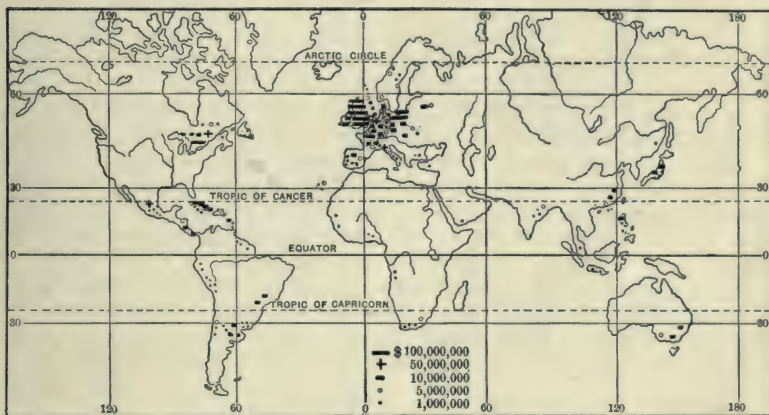 120 60 0 60 120 180
ARCTIC CIRCLE
60 60
30 30
TROPIC OF CANCER
EQUATOR
0 0
TROPIC OF CAPRICORN
30 30
$100,000,000
50,000,000
10,000,000
5,000,000
1,000,000
120 60 0 60 120 180